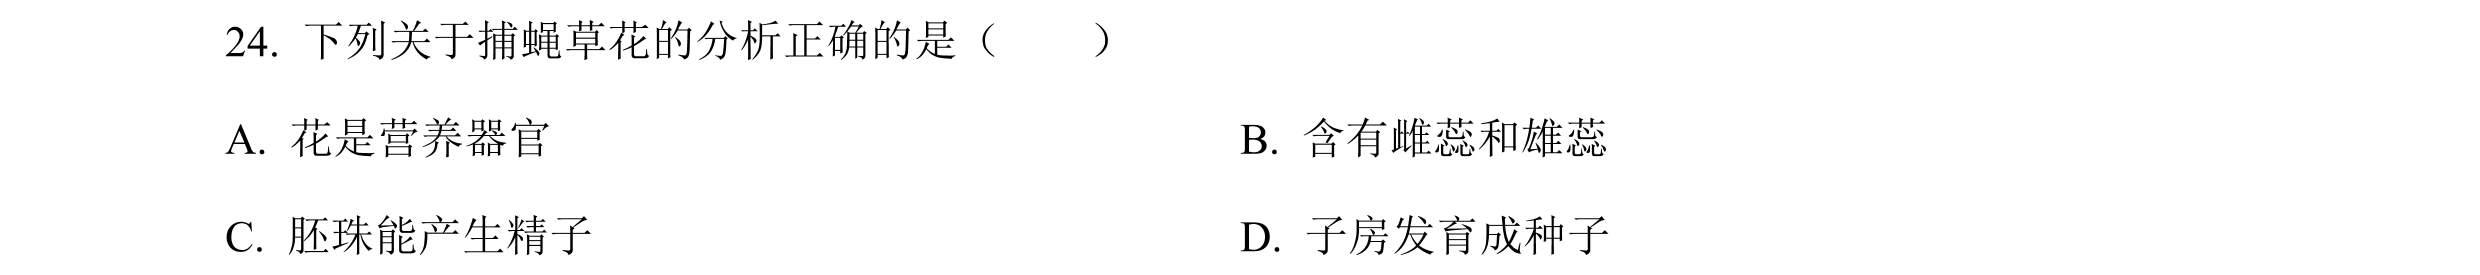 24. 下列关于捕蝇草花的分析正确的是（　　）
A. 花是营养器官　　B. 含有雌蕊和雄蕊
C. 胚珠能产生精子　　D. 子房发育成种子